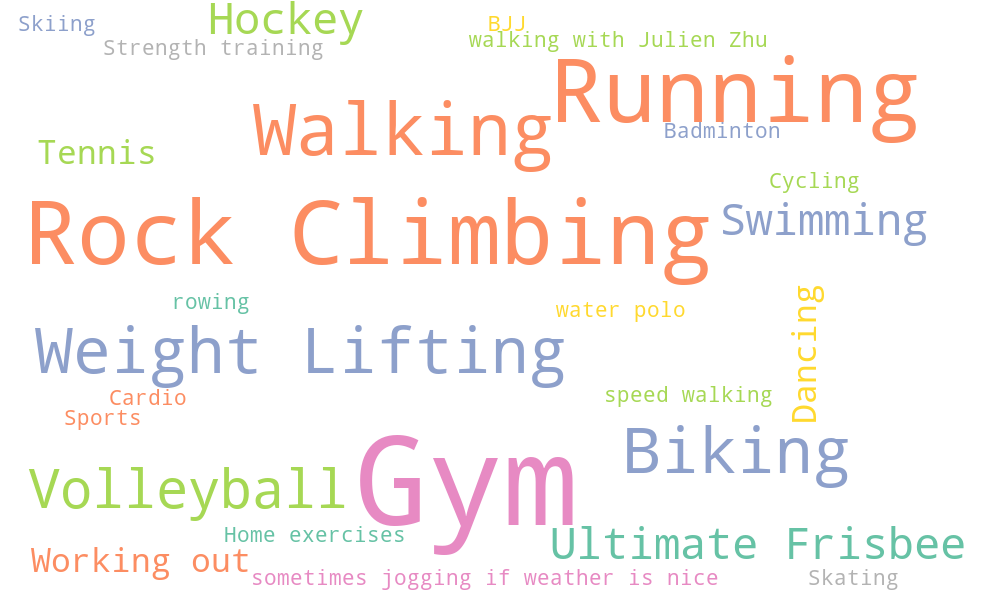 Skiing
Hockey
BJJ
Strength training
walking with Julien Zhu
Running
Walking
Badminton
Tennis
Cycling
Rock Climbing
Swimming
rowing
water polo
Dancing
Weight Lifting
Cardio
speed walking
Sports
Biking
Volleyball
Gym
Home exercises
Ultimate Frisbee
Working out
sometimes jogging if weather is nice
Skating